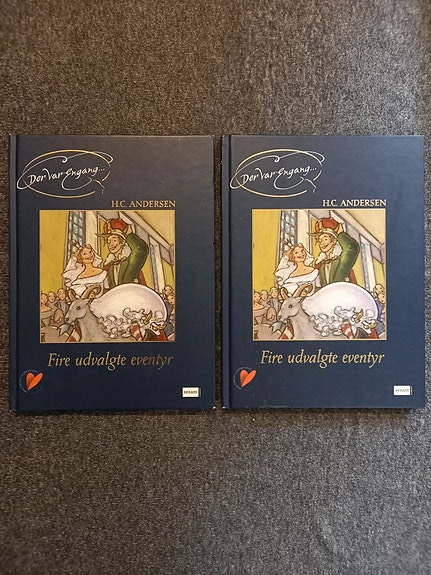 Der var Engang...
H.C. ANDERSEN
Fire udvalgte eventyr
Der var Engang...
H.C. ANDERSEN
Fire udvalgte eventyr